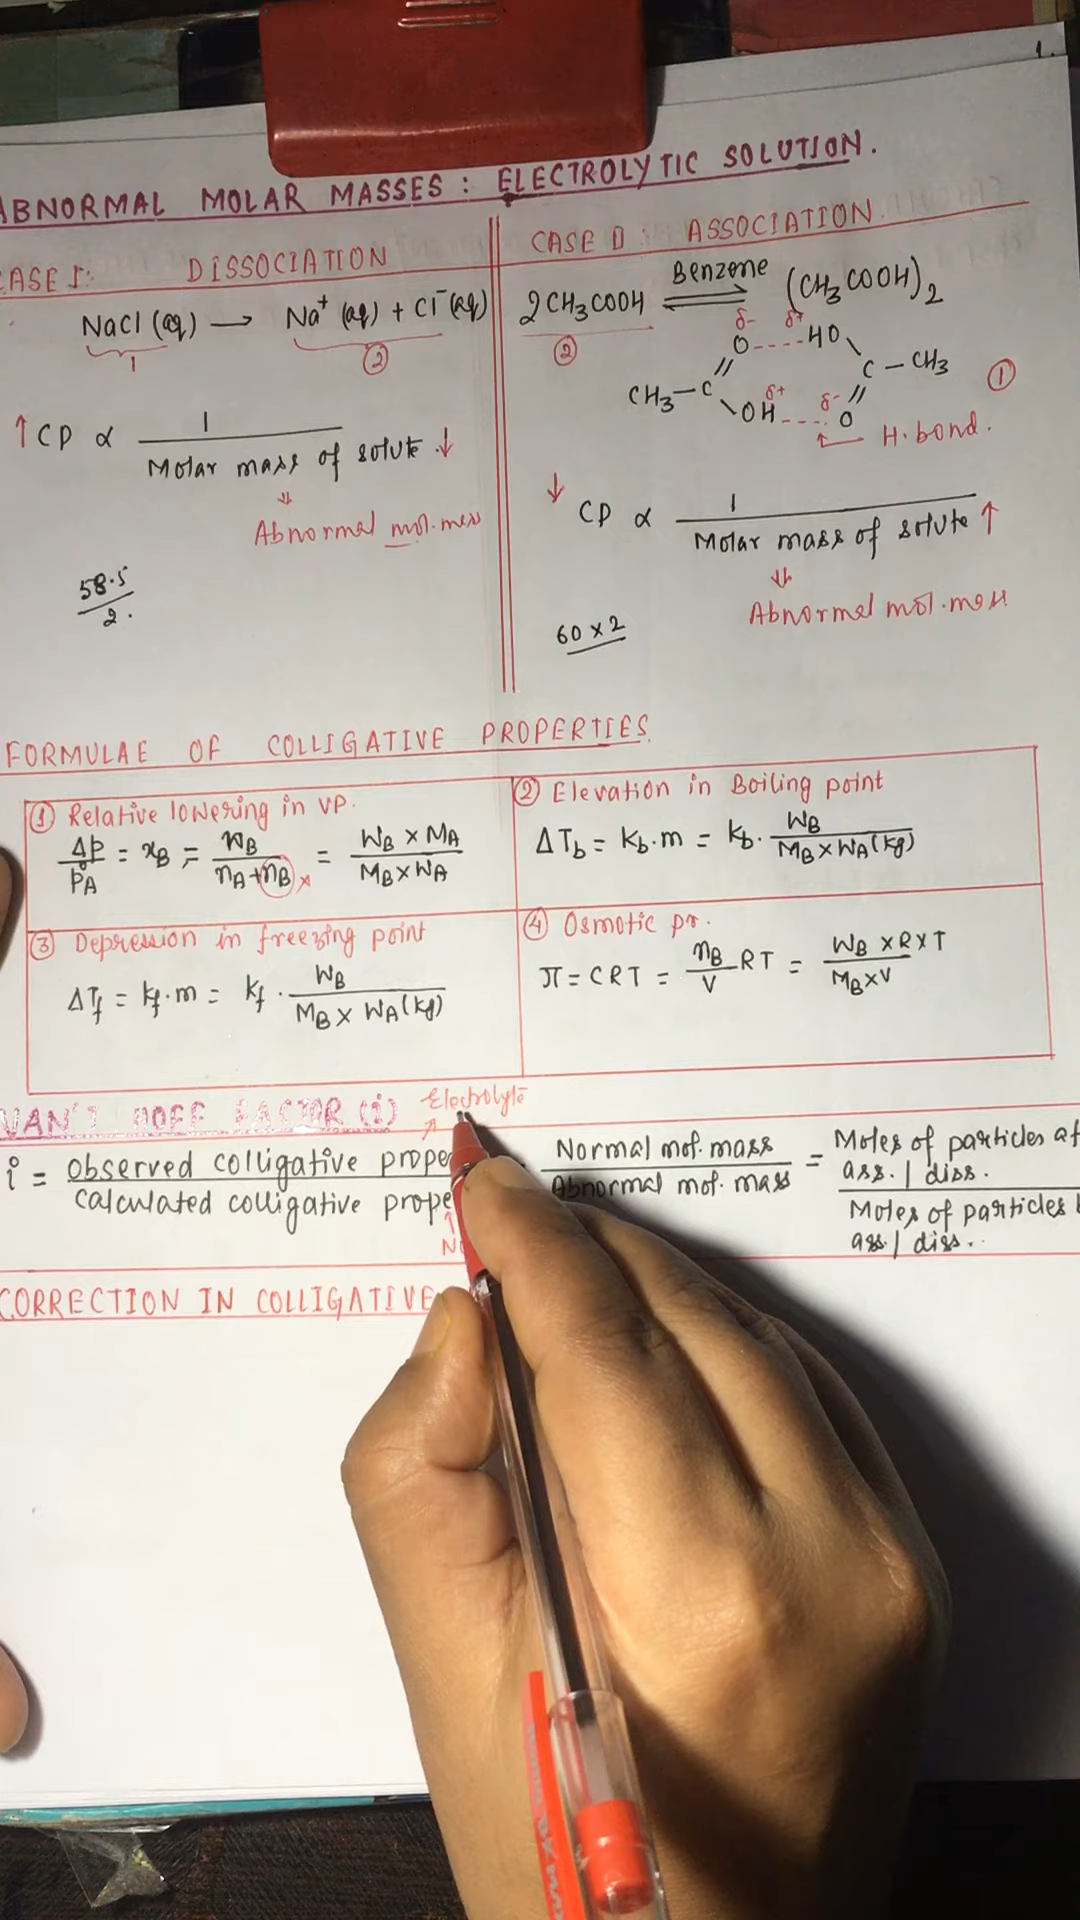 1.
ABNORMAL MOLAR MASSES : ELECTROLYTIC SOLUTION.
CASE I: DISSOCIATION
NaCl (aq) → Na⁺ (aq) + Cl⁻ (aq)
1 ②
↑ CP ∝ 1 / Molar mass of solute ↓
⇓
Abnormal mol. mass
58.5 / 2.
CASE II : ASSOCIATION.
2CH₃COOH ⇌ (CH₃COOH)₂
Benzene
②
δ- δ+
O ---- HO
CH₃ – C C – CH₃ ①
δ+ δ-
OH ---- O
← H. bond.
↓ CP ∝ 1 / Molar mass of solute ↑
⇓
Abnormal mol. mass
60 × 2
FORMULAE OF COLLIGATIVE PROPERTIES.
① Relative lowering in VP.
Δp / p°A = xB = nB / nA + nB × = WB × MA / MB × WA
② Elevation in Boiling point
ΔTb = Kb. m = Kb . WB / MB × WA (kg)
③ Depression in freezing point
ΔTf = Kf . m = Kf . WB / MB × WA (kg)
④ Osmotic pr.
π = CRT = nB / V RT = WB × R × T / MB × V
VAN'T HOFF FACTOR (i) Electrolyte
i = observed colligative prope / calculated colligative prope
N
Normal mol. mass / Abnormal mol. mass = Moles of particles af ass. / diss. / Moles of particles ass. / diss.
CORRECTION IN COLLIGATIVE